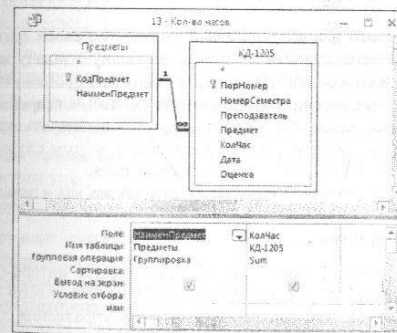 13 - Кол-во часов
Предметы
*
КодПредмет
НаименПредмет
1
∞
КД-1205
*
ПорНомер
НомерСеместра
Преподаватель
Предмет
КолЧас
Дата
Оценка
Поле: НаименПредмет КолЧас
Имя таблицы: Предметы КД-1205
Групповая операция: Группировка Sum
Сортировка:
Вывод на экран:
Условие отбора:
или: